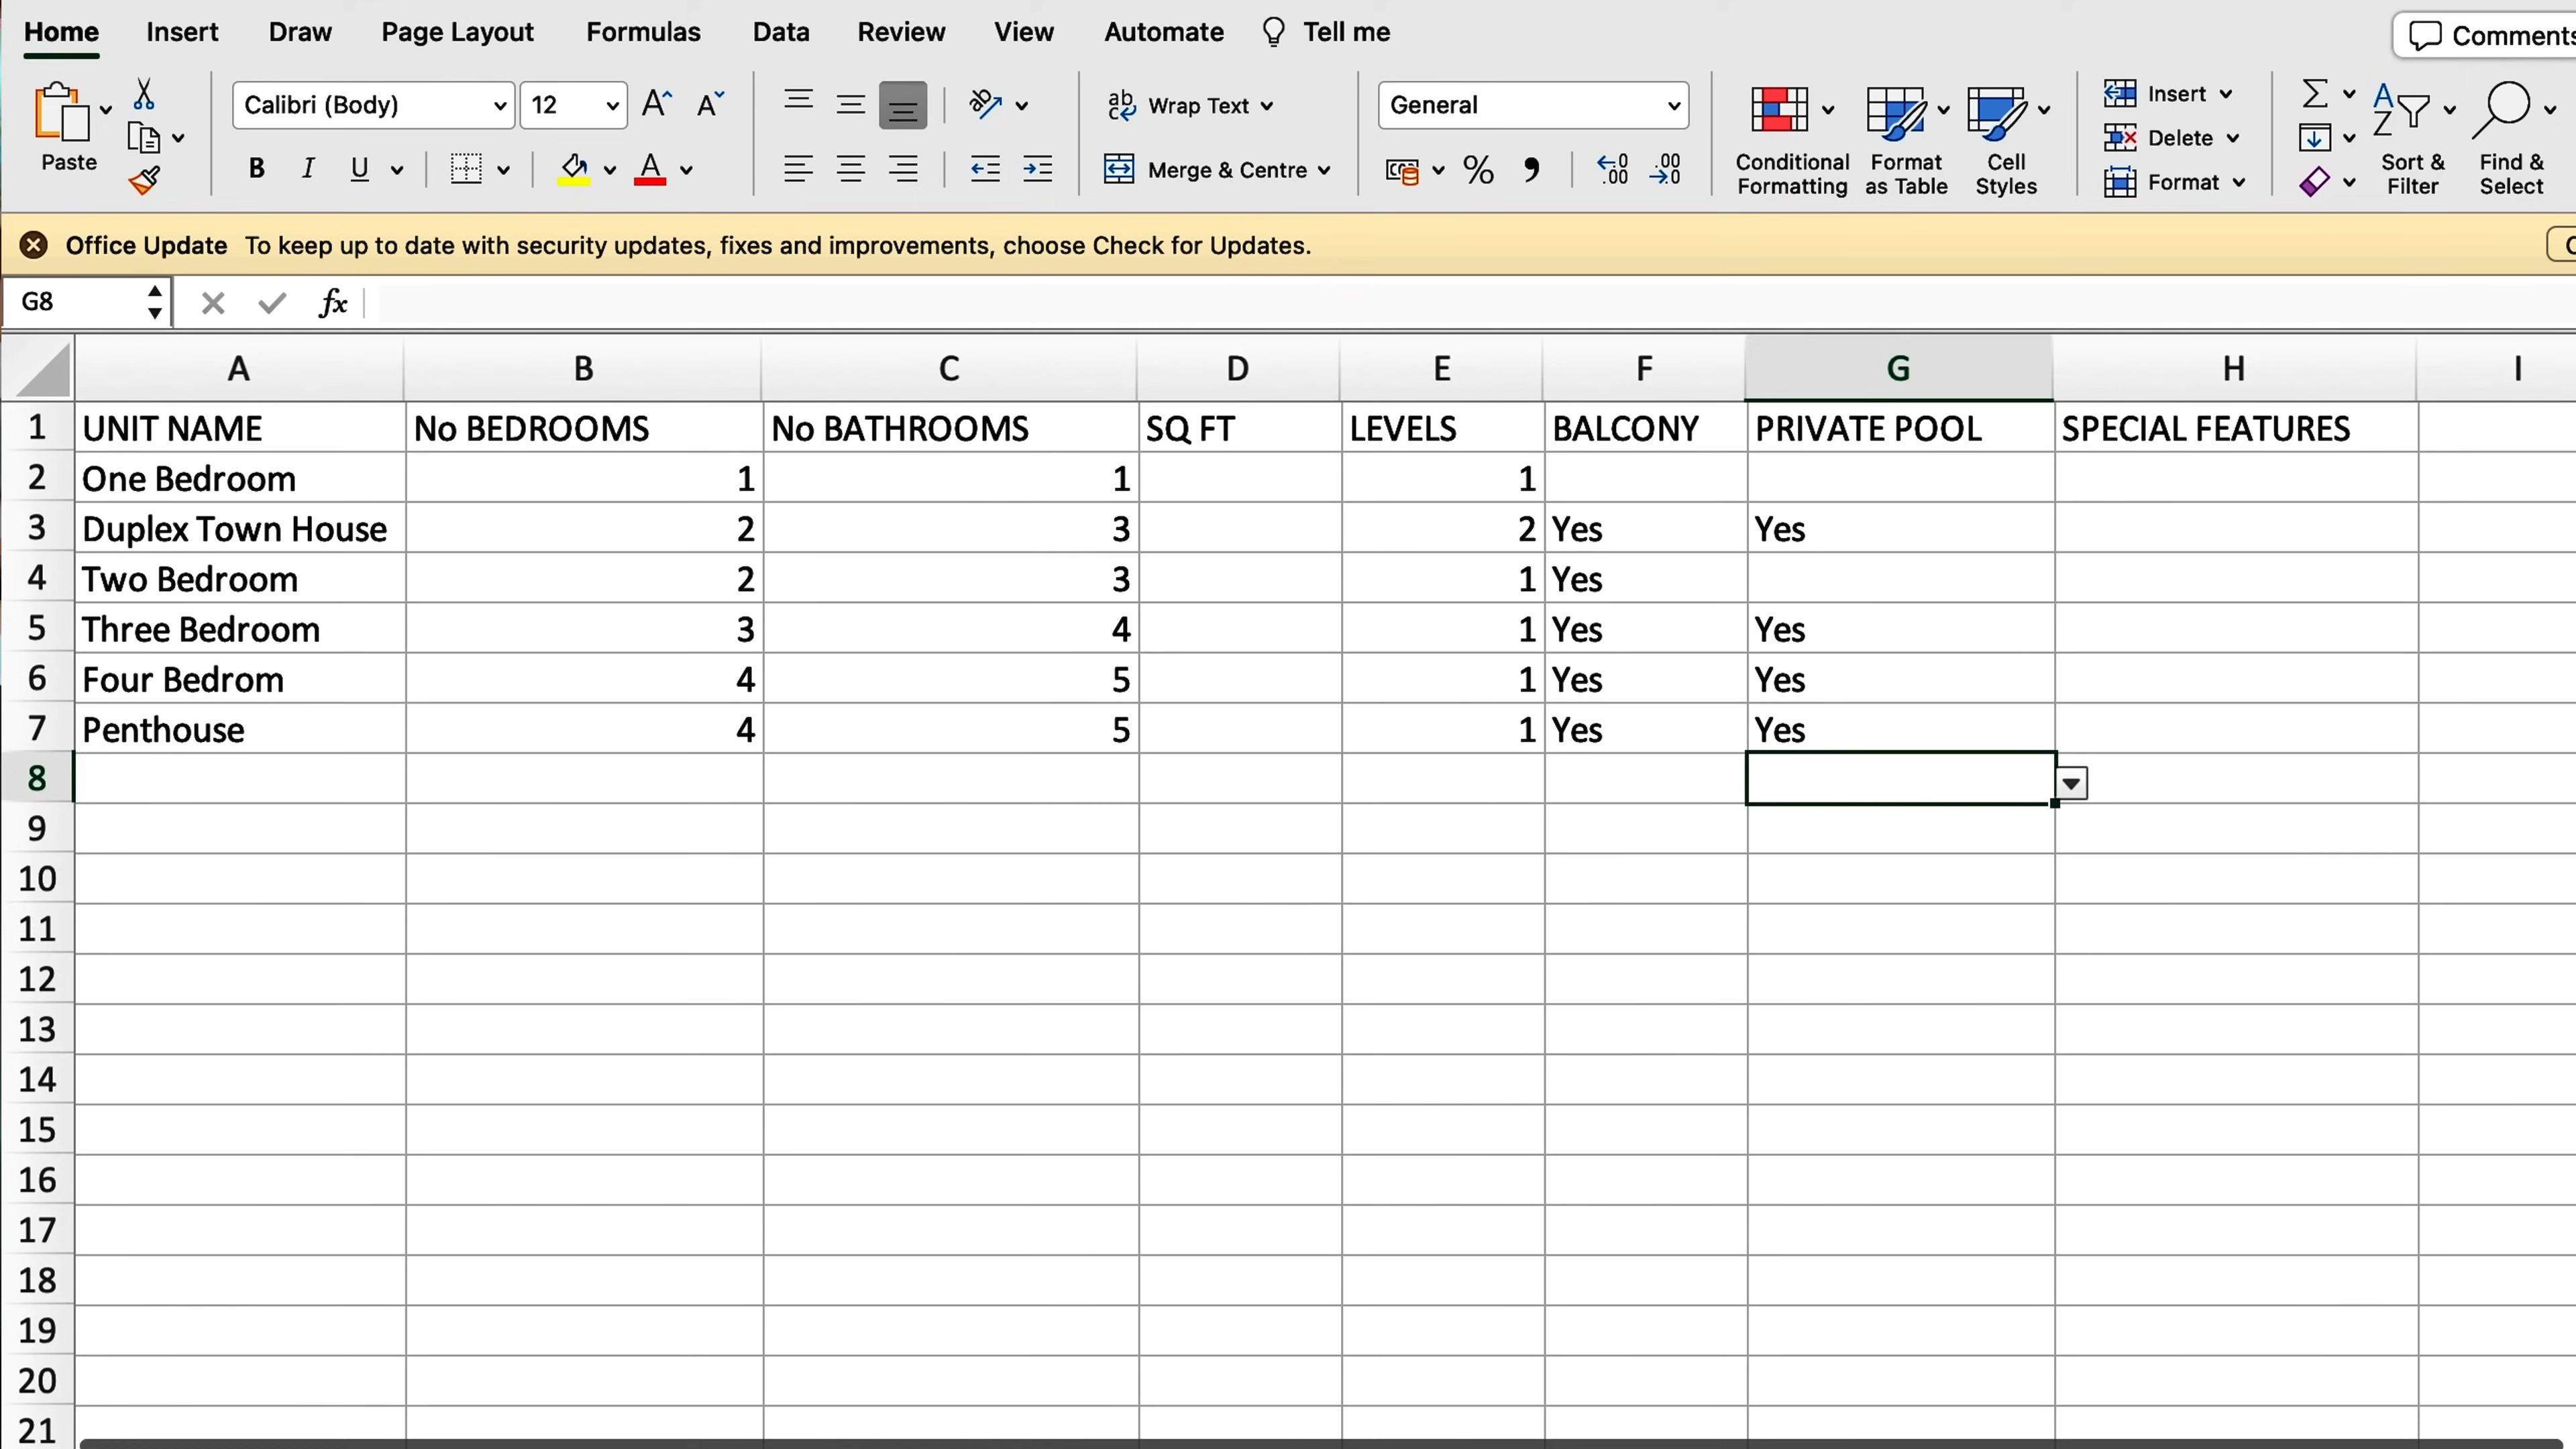 Home Insert Draw Page Layout Formulas Data Review View Automate Tell me Comments
Calibri (Body) 12 Wrap Text General Insert
Paste Delete
B I U Merge & Centre % Conditional Formatting Format as Table Cell Styles Format Sort & Filter Find & Select
Office Update To keep up to date with security updates, fixes and improvements, choose Check for Updates.
G8 fx
A B C D E F G H I
1 UNIT NAME No BEDROOMS No BATHROOMS SQ FT LEVELS BALCONY PRIVATE POOL SPECIAL FEATURES
2 One Bedroom 1 1 1
3 Duplex Town House 2 3 2 Yes Yes
4 Two Bedroom 2 3 1 Yes
5 Three Bedroom 3 4 1 Yes Yes
6 Four Bedrom 4 5 1 Yes Yes
7 Penthouse 4 5 1 Yes Yes
8
9
10
11
12
13
14
15
16
17
18
19
20
21